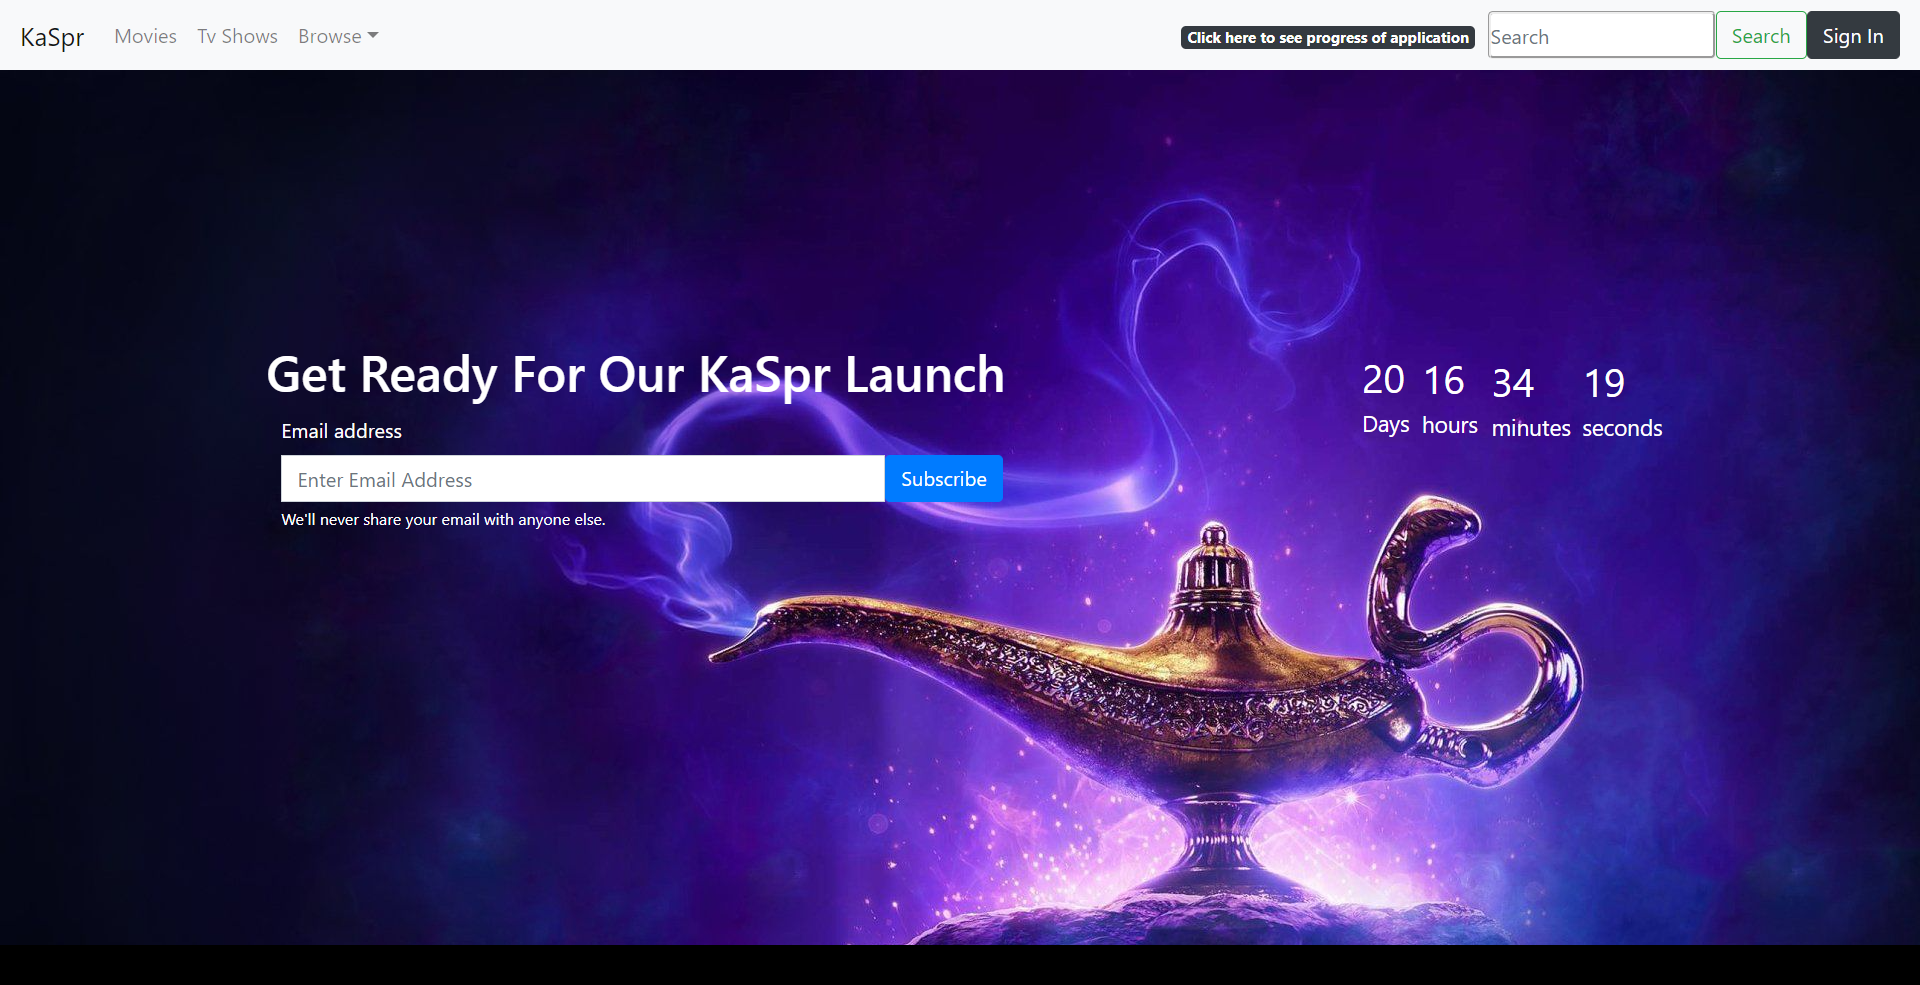 KaSpr Movies Tv Shows Browse Click here to see progress of application Search Search Sign In
Get Ready For Our KaSpr Launch
Email address
Enter Email Address Subscribe
We'll never share your email with anyone else.
20 16 34 19
Days hours minutes seconds